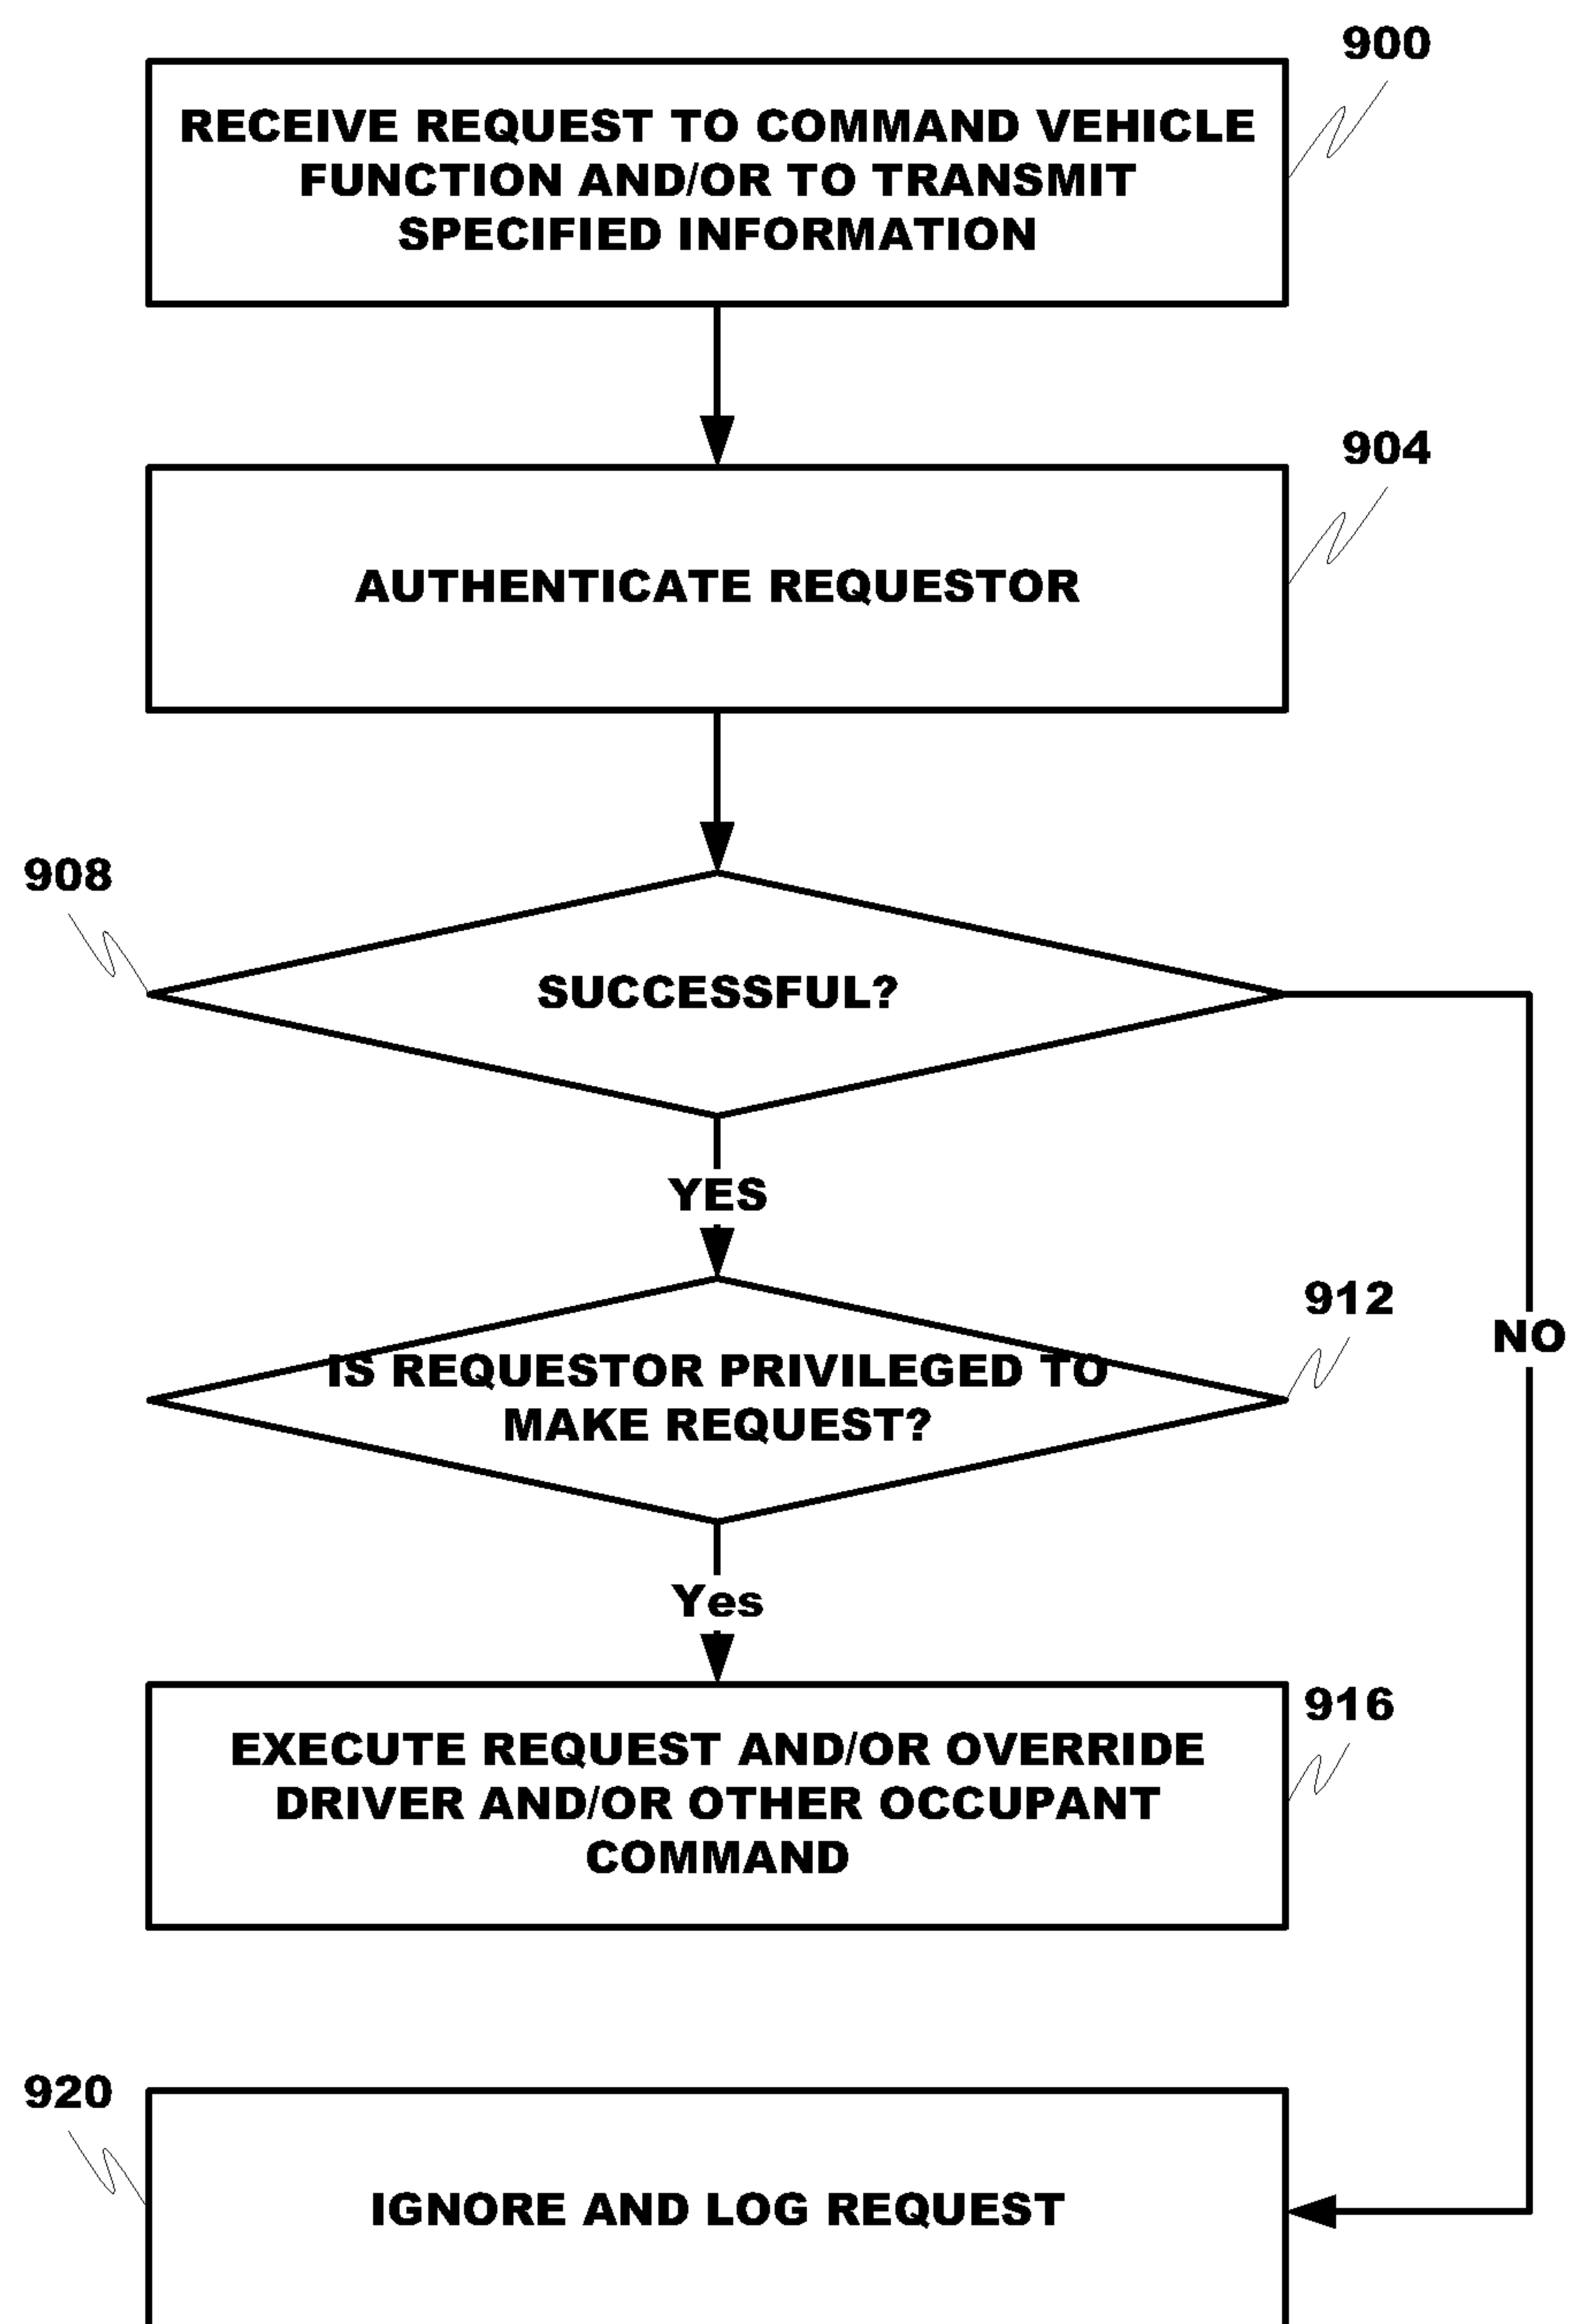 900
RECEIVE REQUEST TO COMMAND VEHICLE
FUNCTION AND/OR TO TRANSMIT
SPECIFIED INFORMATION
904
AUTHENTICATE REQUESTOR
908
SUCCESSFUL?
YES
912
NO
IS REQUESTOR PRIVILEGED TO
MAKE REQUEST?
Yes
916
EXECUTE REQUEST AND/OR OVERRIDE
DRIVER AND/OR OTHER OCCUPANT
COMMAND
920
IGNORE AND LOG REQUEST